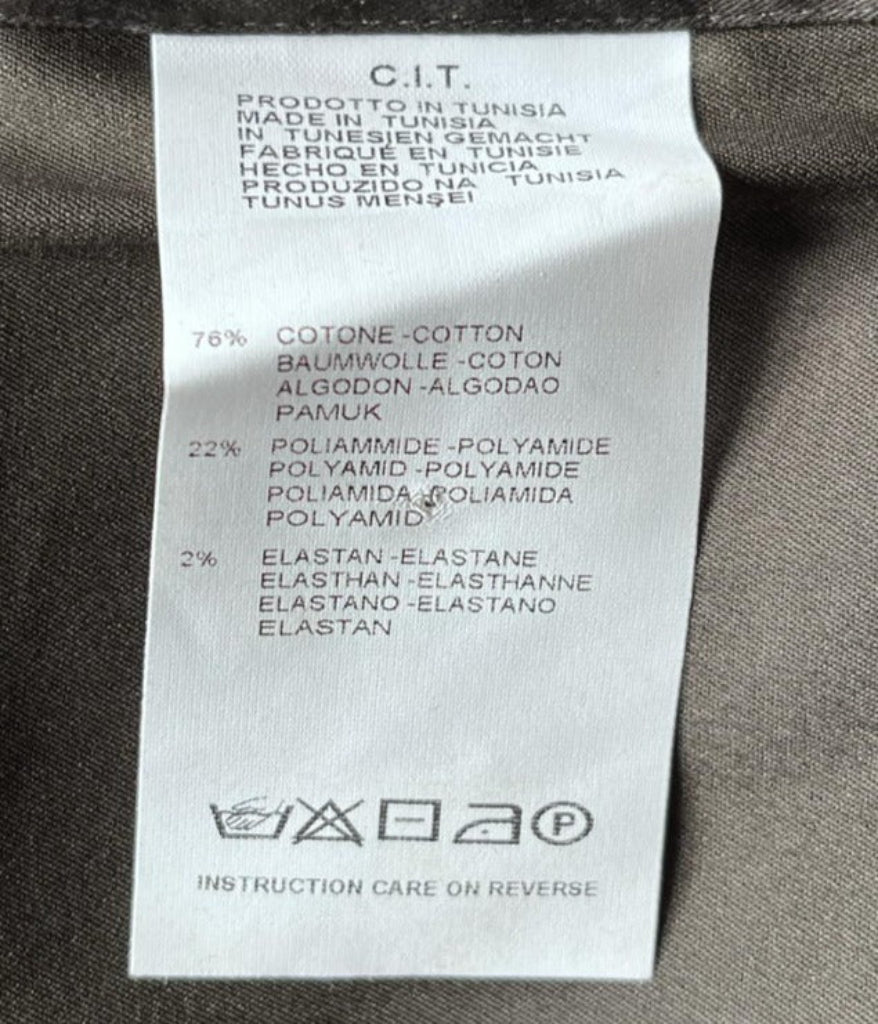 C.I.T.
PRODOTTO IN TUNISIA
MADE IN TUNISIA
IN TUNESIEN GEMACHT
FABRIQUÉ EN TUNISIE
HECHO EN TUNICIA
PRODUZIDO NA TUNISIA
TUNUS MENŞEI
76% COTONE -COTTON
BAUMWOLLE -COTON
ALGODON -ALGODAO
PAMUK
22% POLIAMMIDE -POLYAMIDE
POLYAMID -POLYAMIDE
POLIAMIDA -POLIAMIDA
POLYAMID
2% ELASTAN -ELASTANE
ELASTHAN -ELASTHANNE
ELASTANO -ELASTANO
ELASTAN
P
INSTRUCTION CARE ON REVERSE